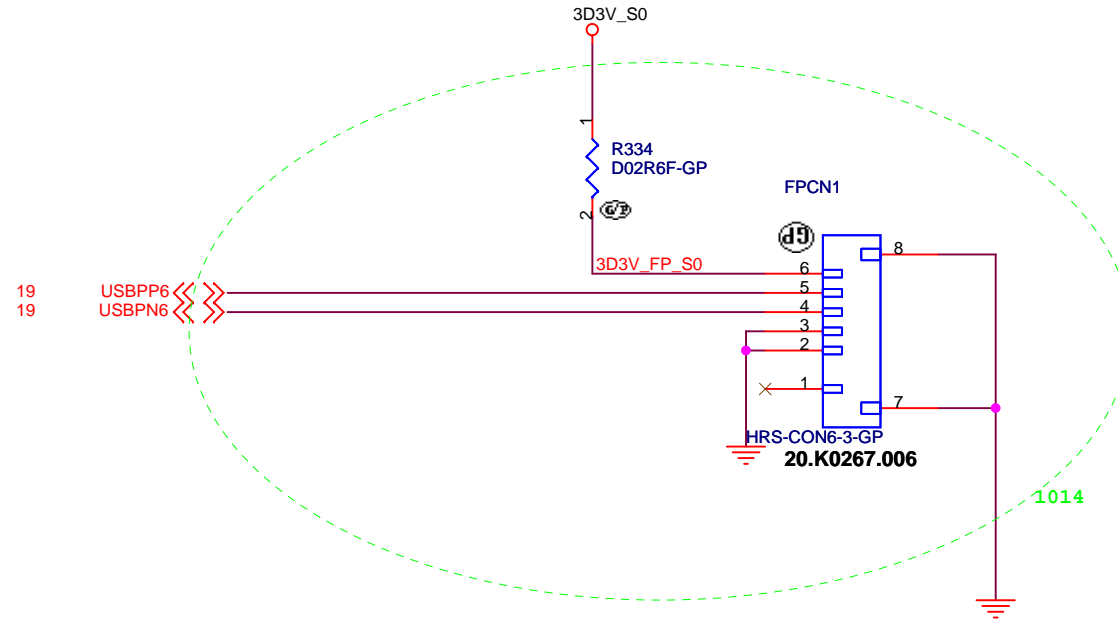 3D3V_S0
1
R334
D02R6F-GP
2
G/P
FPCN1
GP
3D3V_FP_S0
6
8
19 USBPP6
5
19 USBPN6
4
3
2
1
7
HRS-CON6-3-GP
20.K0267.006
1014